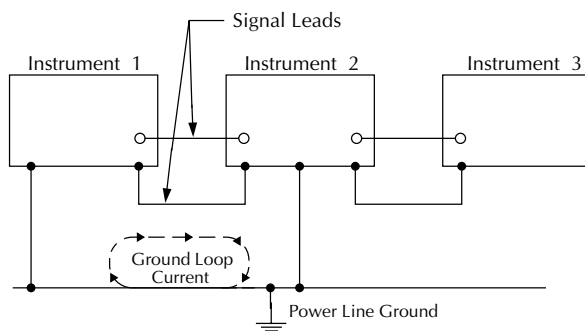 Signal Leads
Instrument 1
Instrument 2
Instrument 3
Ground Loop
Current
Power Line Ground